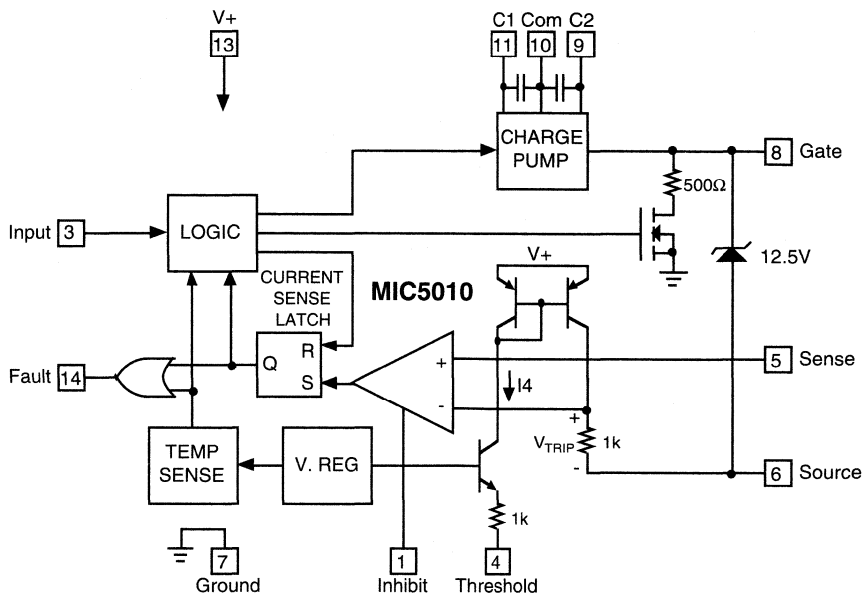 V+
13
C1 Com C2
11 10 9
CHARGE
PUMP
8 Gate
500Ω
Input 3
LOGIC
12.5V
V+
CURRENT
SENSE
LATCH
MIC5010
R
Q
S
+
5 Sense
Fault 14
I4
-
+
VTRIP 1k
-
6 Source
TEMP
SENSE
V. REG
1k
7
Ground
1
Inhibit
4
Threshold